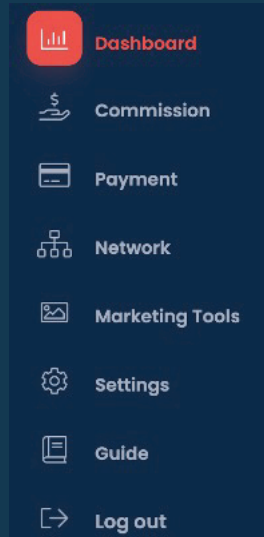 Dashboard
Commission
Payment
Network
Marketing Tools
Settings
Guide
Log out